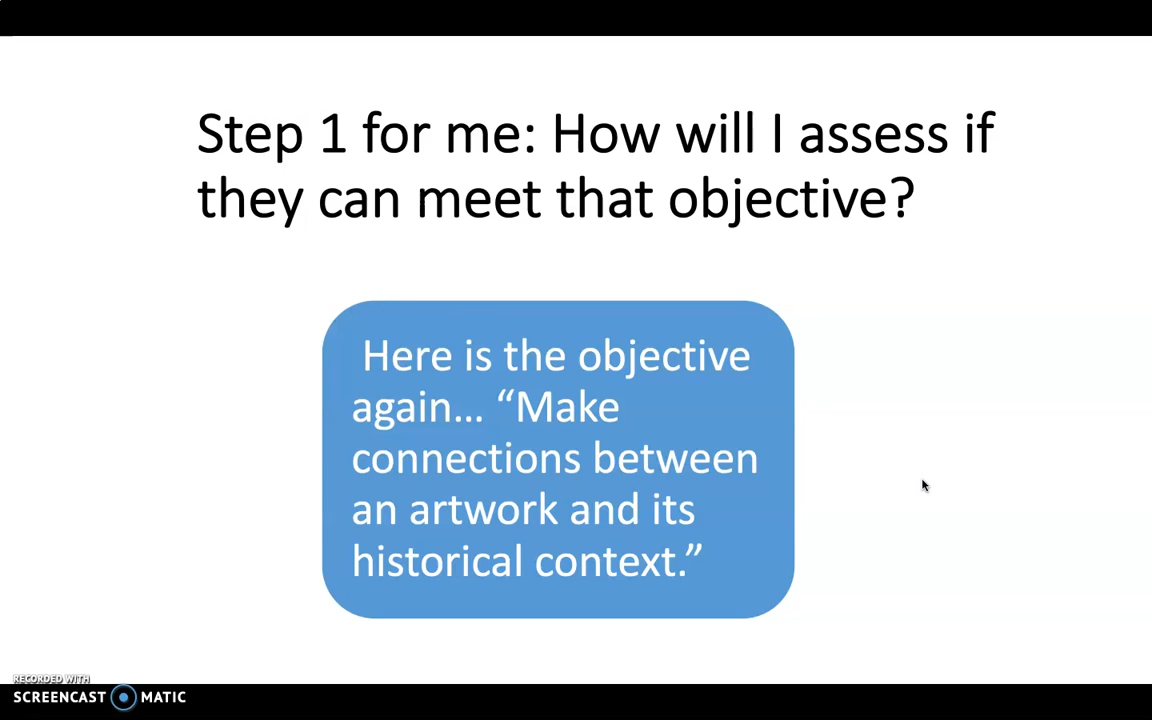 Step 1 for me: How will I assess if
they can meet that objective?
Here is the objective
again… “Make
connections between
an artwork and its
historical context.”
RECORDED WITH
SCREENCAST MATIC